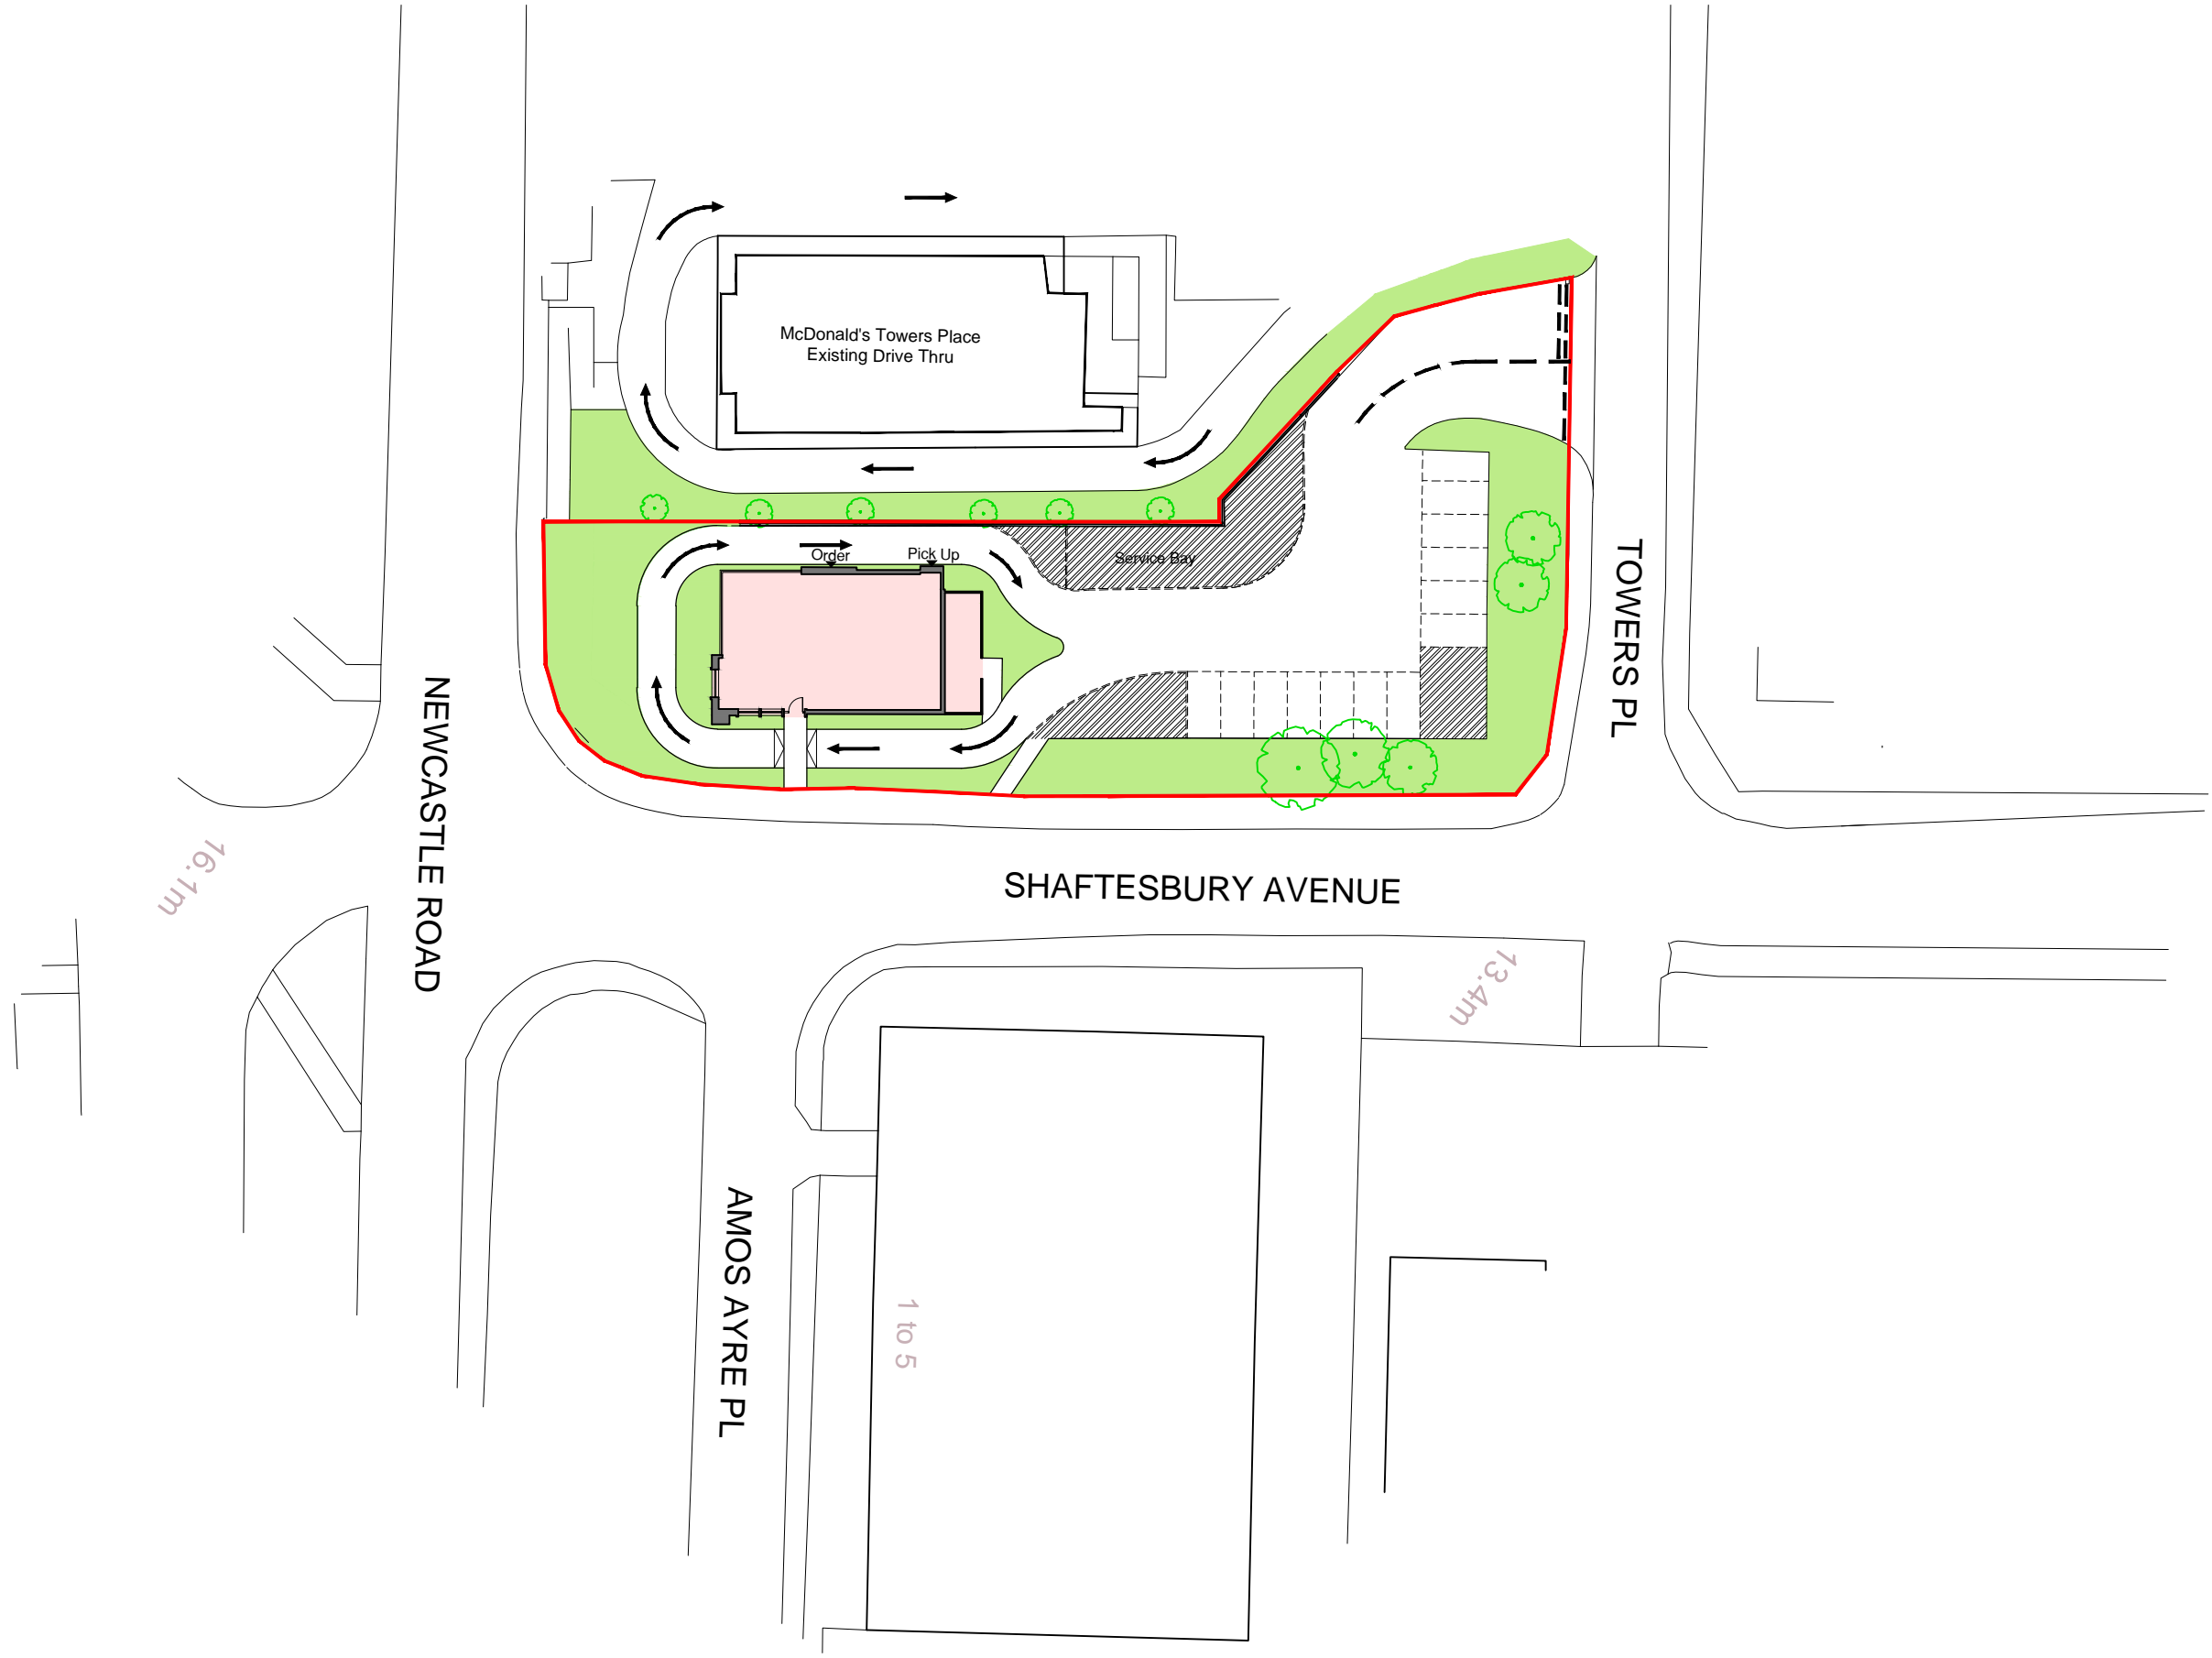 McDonald's Towers Place
Existing Drive Thru
Order
Pick Up
Service Bay
TOWERS PL
NEWCASTLE ROAD
16.1m
SHAFTESBURY AVENUE
13.4m
AMOS AYRE PL
1 to 5